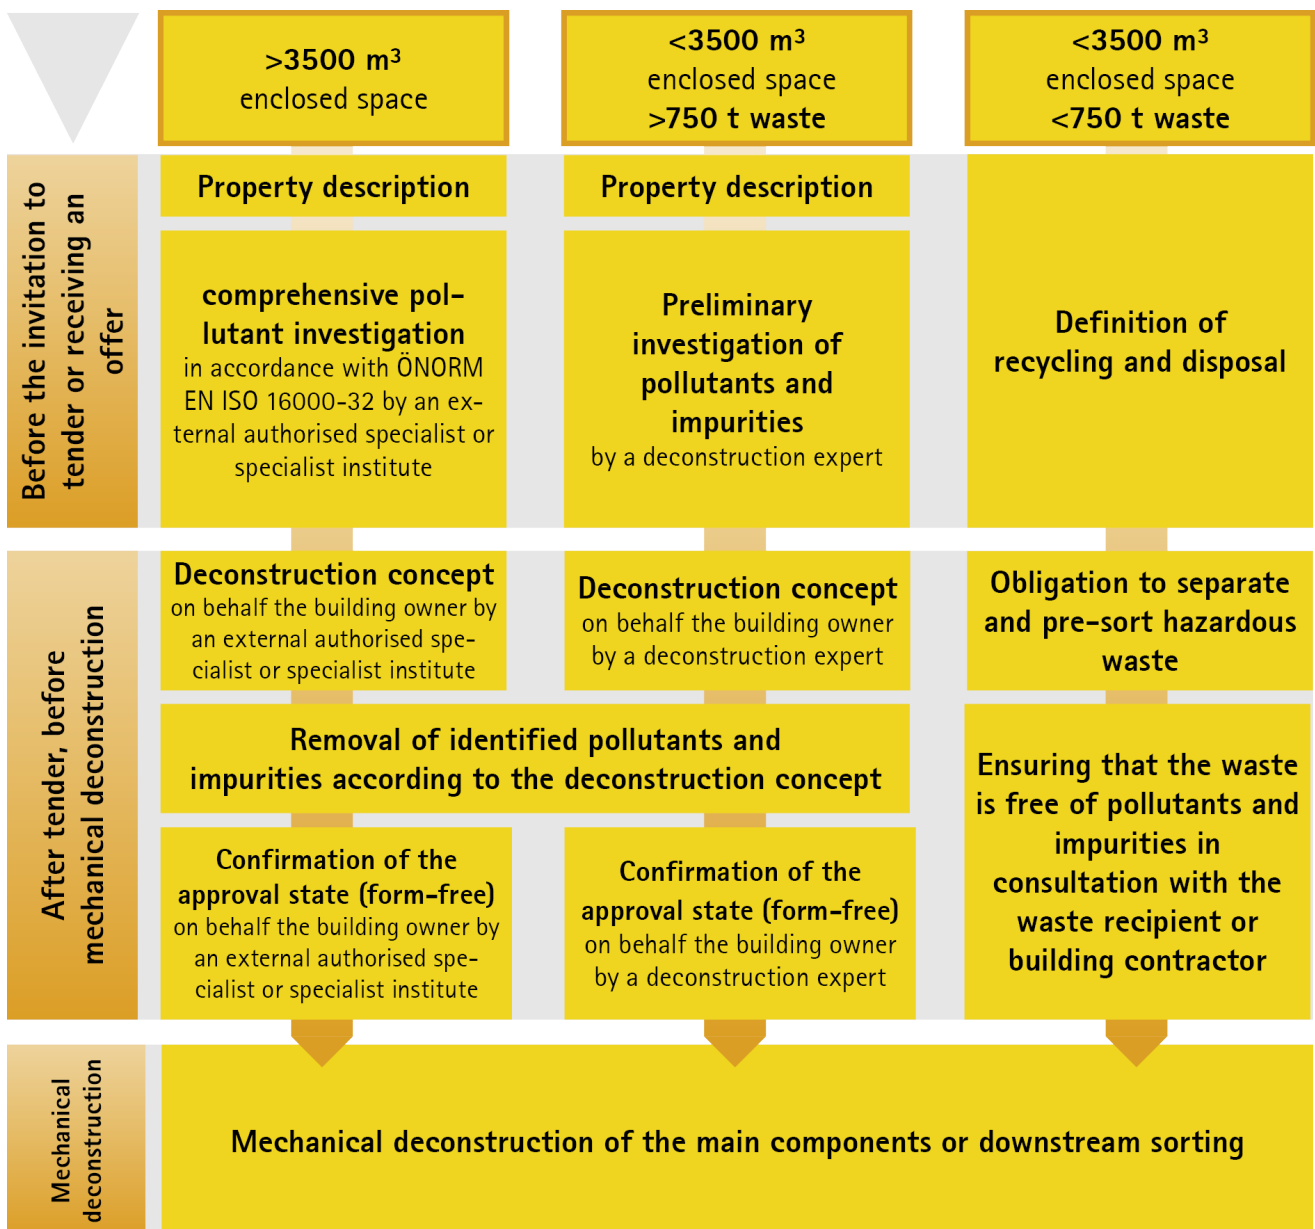 >3500 m³
enclosed space
<3500 m³
enclosed space
>750 t waste
<3500 m³
enclosed space
<750 t waste
Before the invitation to
tender or receiving an
offer
Property description
comprehensive pol-
lutant investigation
in accordance with ÖNORM
EN ISO 16000-32 by an ex-
ternal authorised specialist or
specialist institute
Property description
Preliminary
investigation of
pollutants and
impurities
by a deconstruction expert
Definition of
recycling and disposal
After tender, before
mechanical deconstruction
Deconstruction concept
on behalf the building owner by
an external authorised spe-
cialist or specialist institute
Deconstruction concept
on behalf the building owner
by a deconstruction expert
Obligation to separate
and pre-sort hazardous
waste
Removal of identified pollutants and
impurities according to the deconstruction concept
Confirmation of the
approval state (form-free)
on behalf the building owner by
an external authorised spe-
cialist or specialist institute
Confirmation of the
approval state (form-free)
on behalf the building owner
by a deconstruction expert
Ensuring that the waste
is free of pollutants and
impurities in
consultation with the
waste recipient or
building contractor
Mechanical
deconstruction
Mechanical deconstruction of the main components or downstream sorting